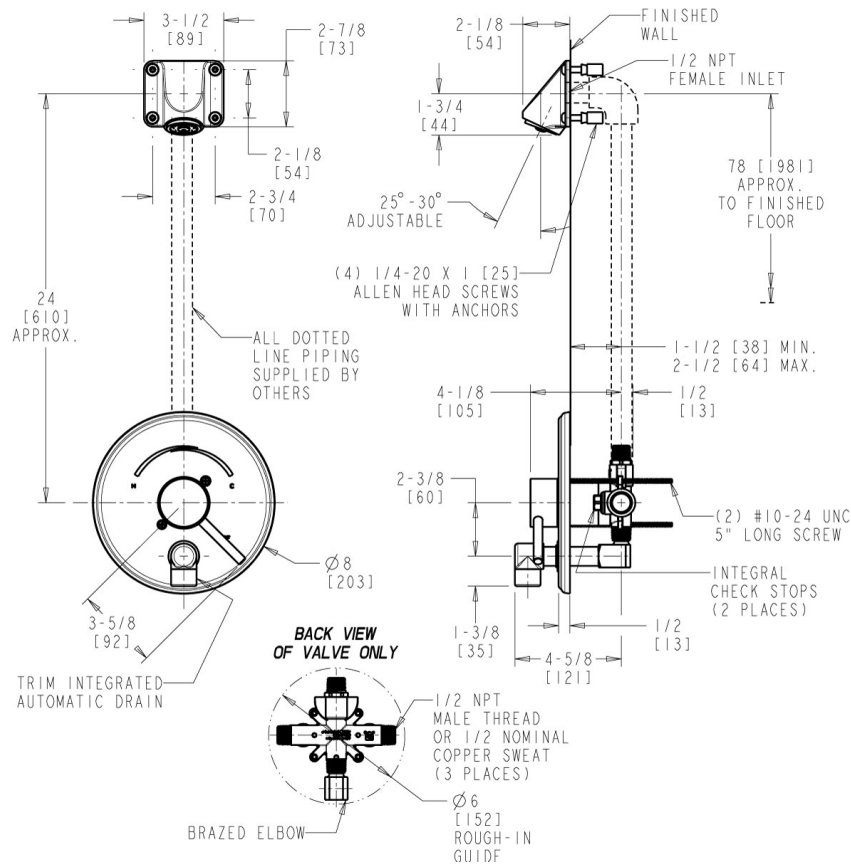 3-1/2
[89]
2-7/8
[73]
2-1/8
[54]
2-3/4
[70]
24
[610]
APPROX.
ALL DOTTED
LINE PIPING
SUPPLIED BY
OTHERS
H
C
Ø8
[203]
3-5/8
[92]
TRIM INTEGRATED
AUTOMATIC DRAIN
2-1/8
[54]
FINISHED
WALL
1/2 NPT
FEMALE INLET
1-3/4
[44]
25°-30°
ADJUSTABLE
78 [1981]
APPROX.
TO FINISHED
FLOOR
(4) 1/4-20 X 1 [25]
ALLEN HEAD SCREWS
WITH ANCHORS
1-1/2 [38] MIN.
2-1/2 [64] MAX.
4-1/8
[105]
1/2
[13]
2-3/8
[60]
(2) #10-24 UNC
5" LONG SCREW
INTEGRAL
CHECK STOPS
(2 PLACES)
1-3/8
[35]
1/2
[13]
4-5/8
[121]
BACK VIEW
OF VALVE ONLY
1/2 NPT
MALE THREAD
OR 1/2 NOMINAL
COPPER SWEAT
(3 PLACES)
Ø6
[152]
ROUGH-IN
GUIDE
BRAZED ELBOW